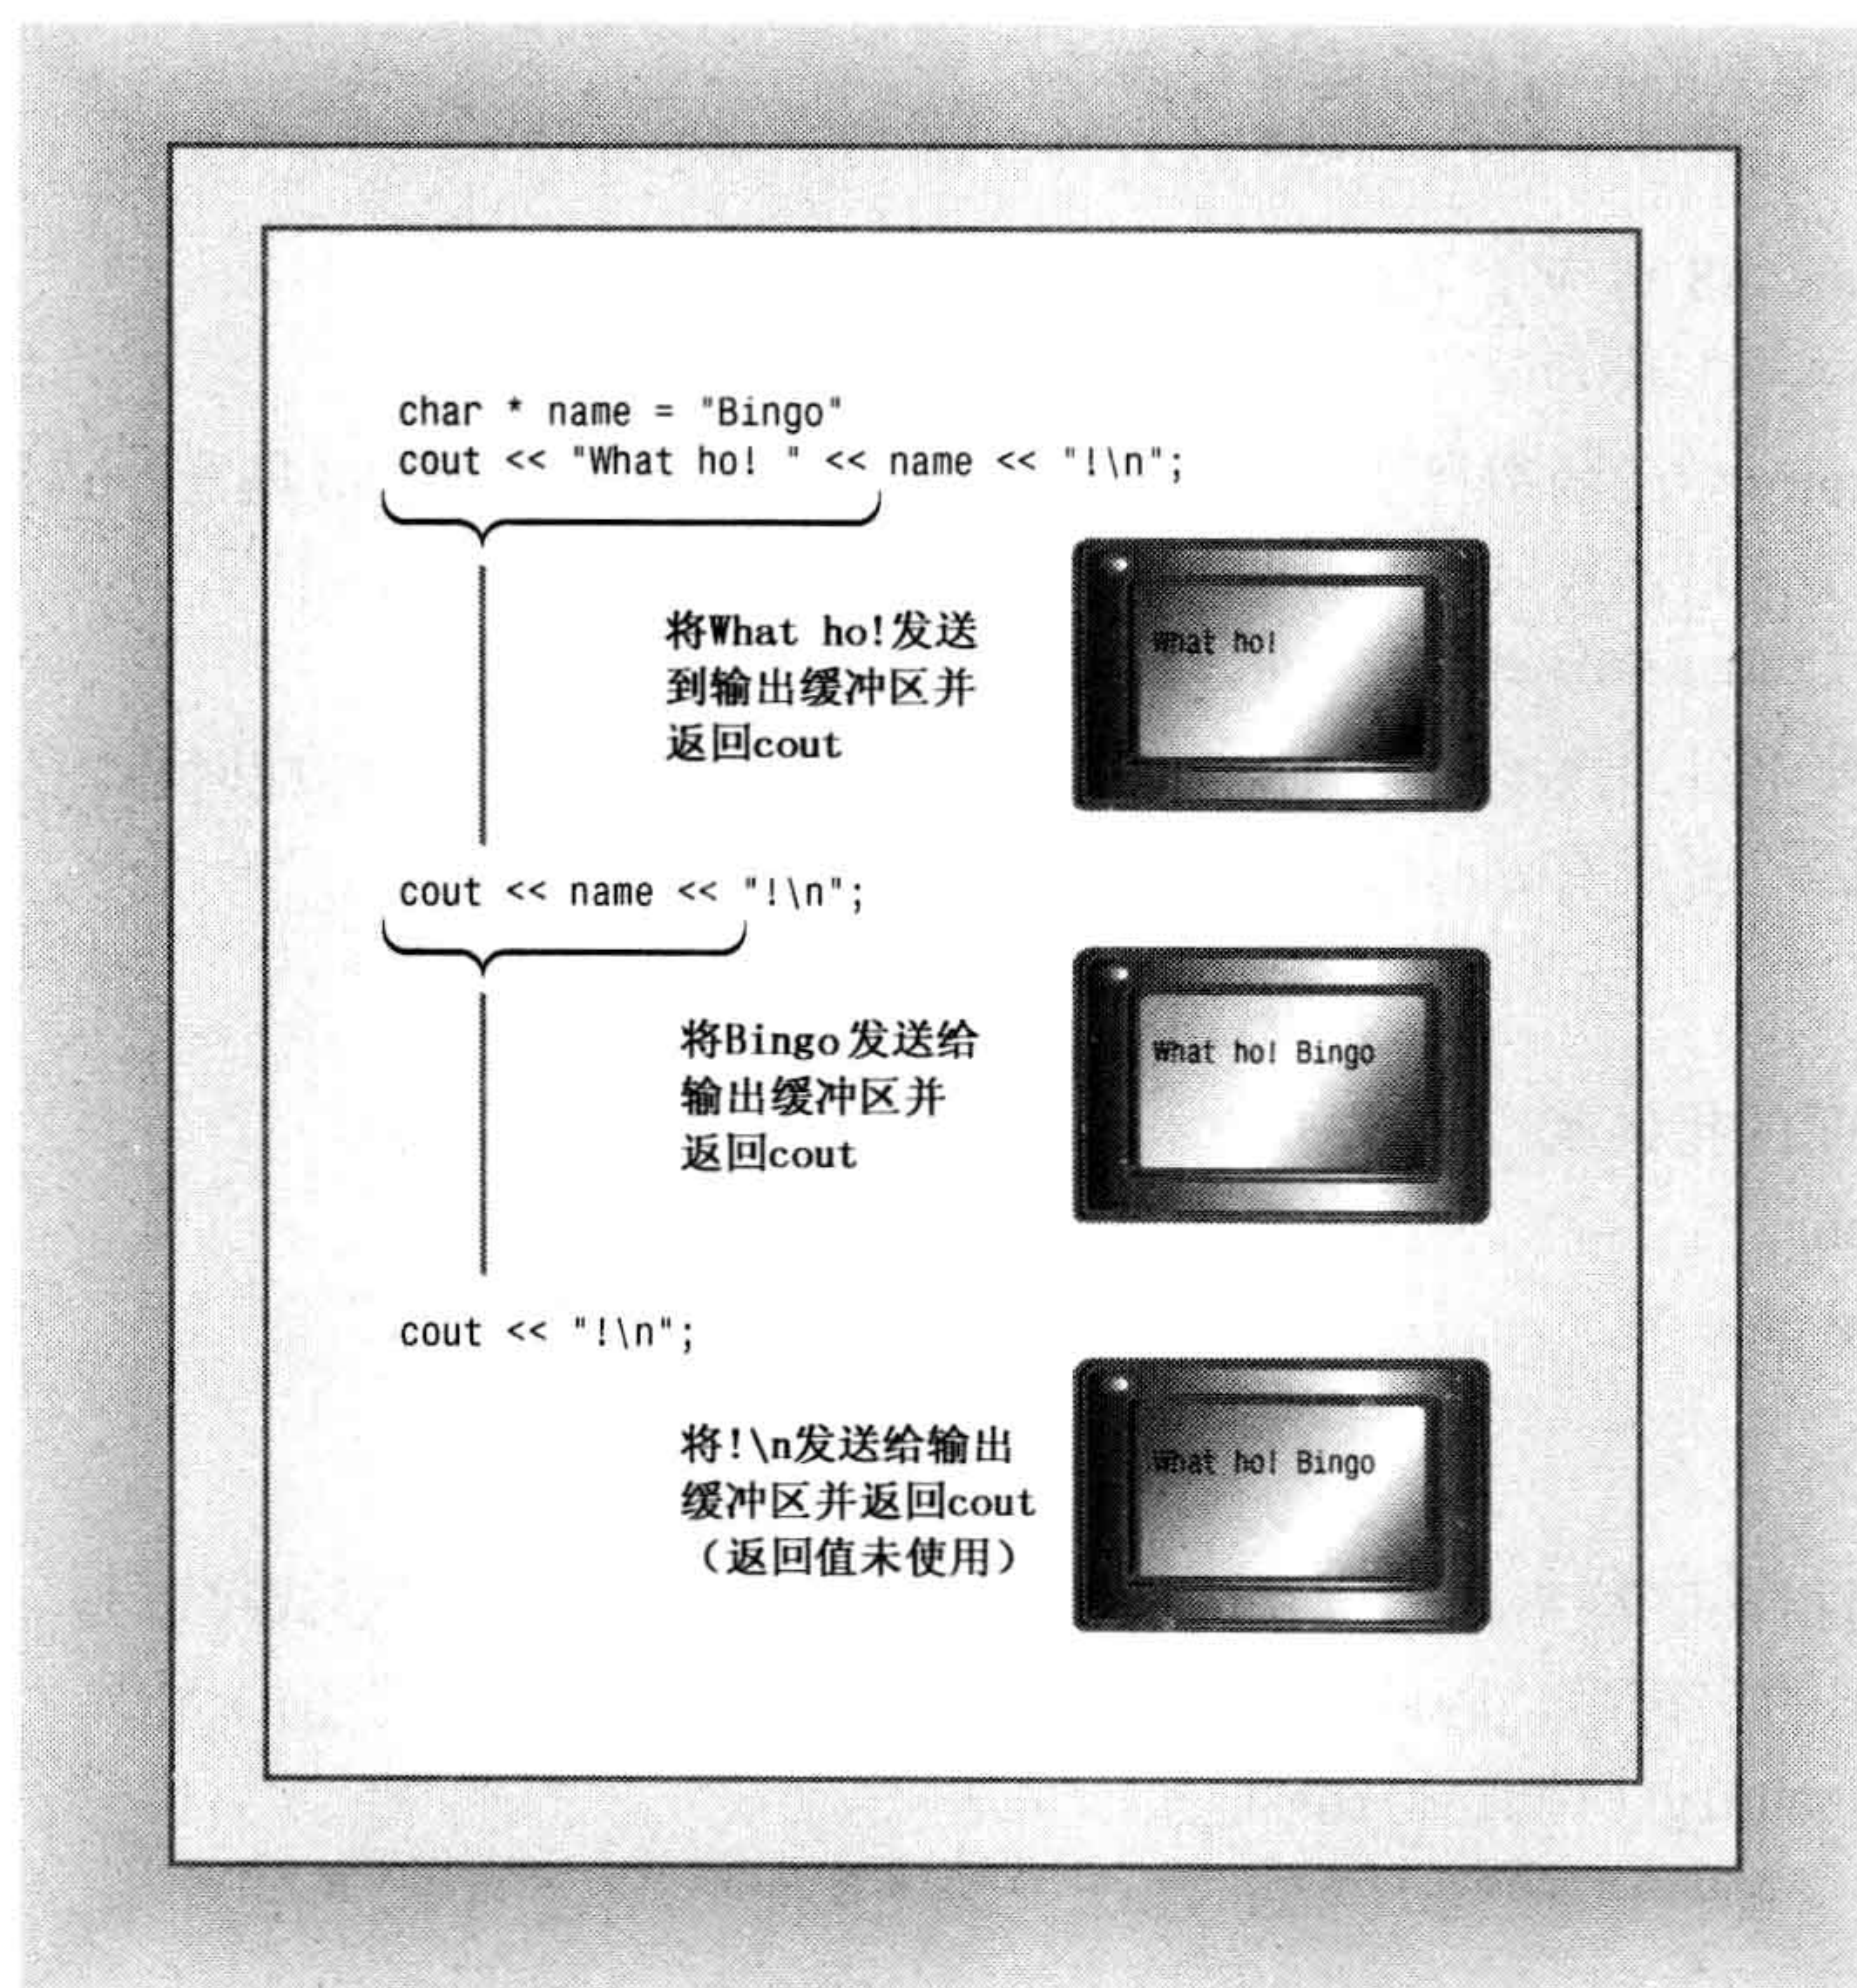 char * name = "Bingo"
cout << "What ho! " << name << "!\n";
将What ho!发送
到输出缓冲区并
返回cout
What ho!
cout << name << "!\n";
将Bingo发送给
输出缓冲区并
返回cout
What ho! Bingo
cout << "!\n";
将!\n发送给输出
缓冲区并返回cout
（返回值未使用）
What ho! Bingo